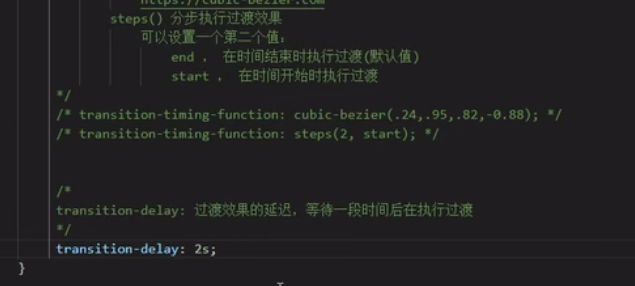 https://cubic-bezier.com
steps() 分步执行过渡效果
可以设置一个第二个值：
end ， 在时间结束时执行过渡(默认值)
start ， 在时间开始时执行过渡
*/
/* transition-timing-function: cubic-bezier(.24,.95,.82,-0.88); */
/* transition-timing-function: steps(2, start); */
/*
transition-delay: 过渡效果的延迟，等待一段时间后在执行过渡
*/
transition-delay: 2s;
}